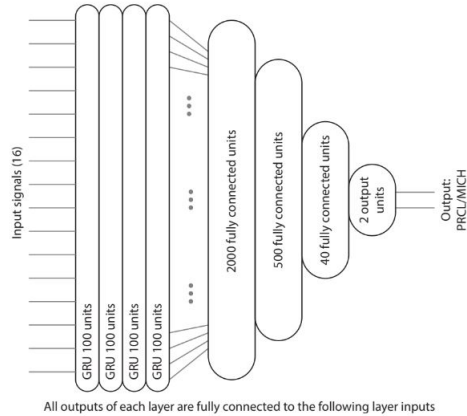 Input signals (16)
GRU 100 units
GRU 100 units
GRU 100 units
GRU 100 units
2000 fully connected units
500 fully connected units
40 fully connected units
2 output
units
Output:
PRCL/MICH
All outputs of each layer are fully connected to the following layer inputs